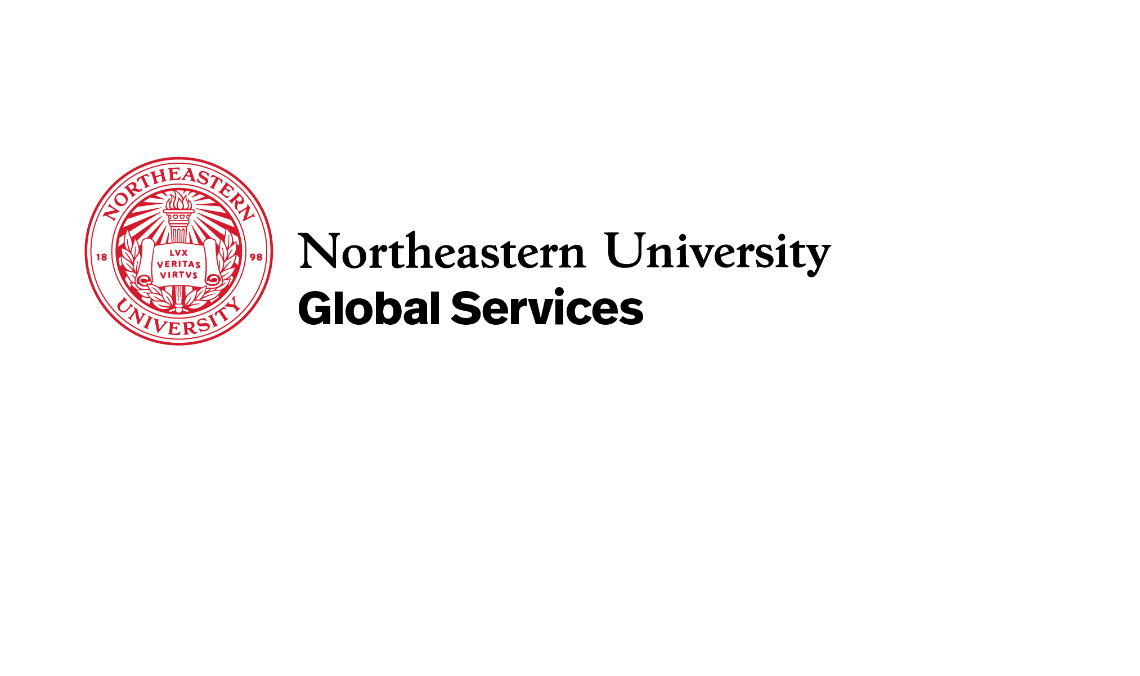 NORTHEASTERN
18 98
LVX
VERITAS
VIRTVS
UNIVERSITY
Northeastern University
Global Services